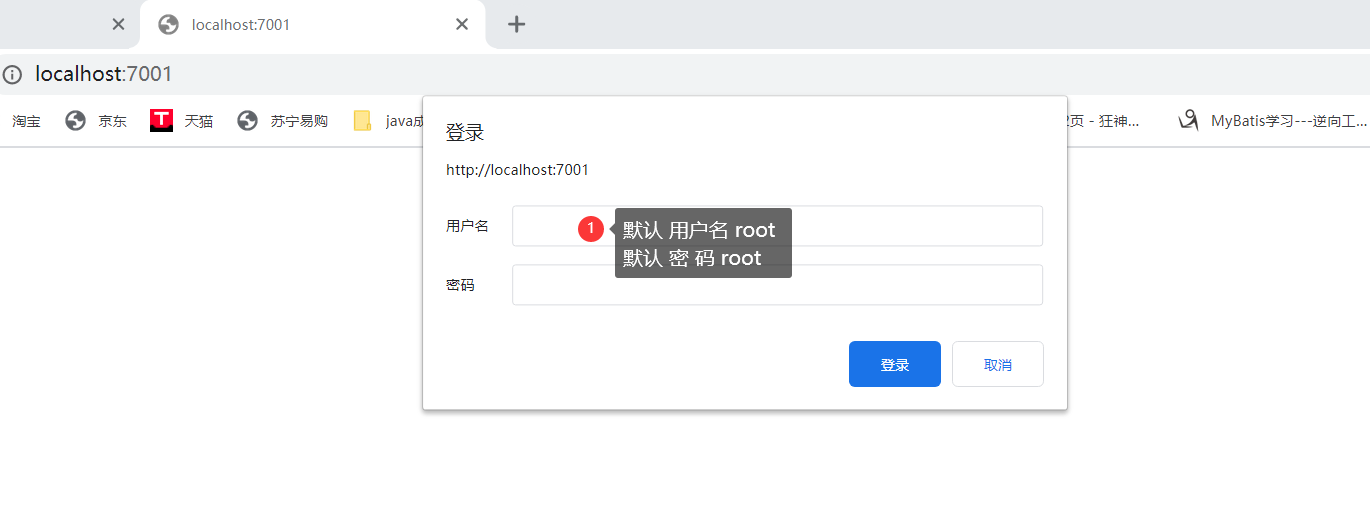 localhost:7001
localhost:7001
淘宝
京东
T
天猫
苏宁易购
java成
2页 - 狂神...
MyBatis学习---逆向工...
登录
http://localhost:7001
用户名
1
默认 用户名 root
默认 密 码 root
密码
登录
取消